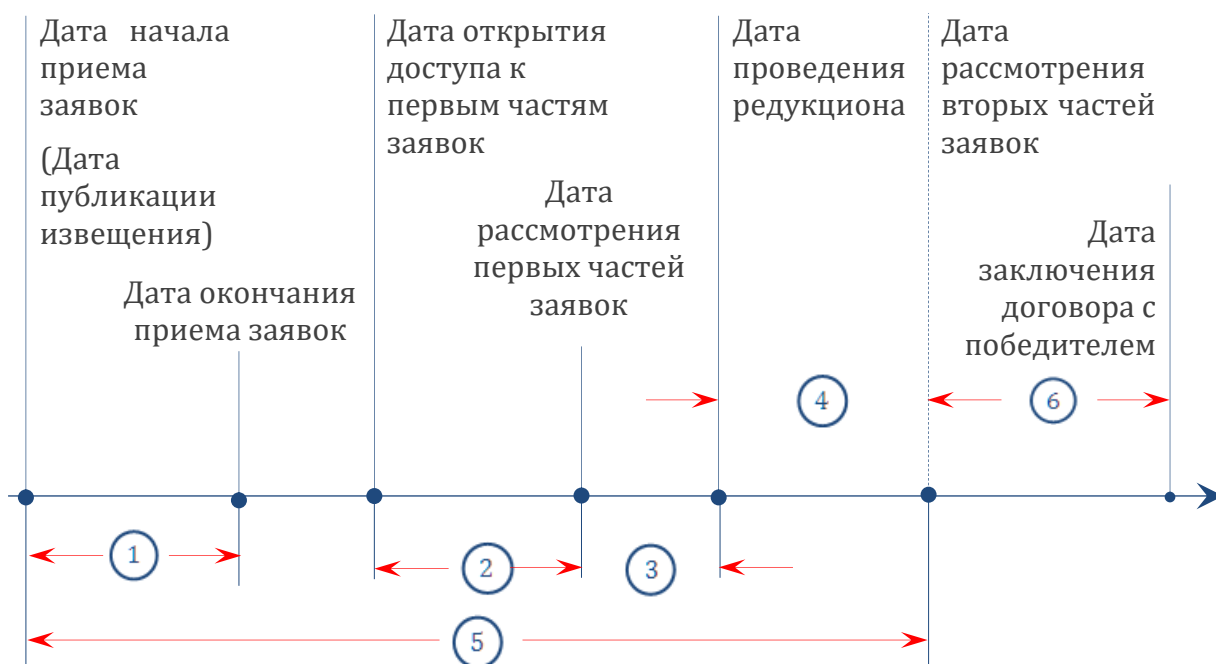 Дата начала
приема
заявок
(Дата
публикации
извещения)
Дата окончания
приема заявок
Дата открытия
доступа к
первым частям
заявок
Дата
рассмотрения
первых частей
заявок
Дата
проведения
редукциона
Дата
рассмотрения
вторых частей
заявок
Дата
заключения
договора с
победителем
4
6
1
2
3
5